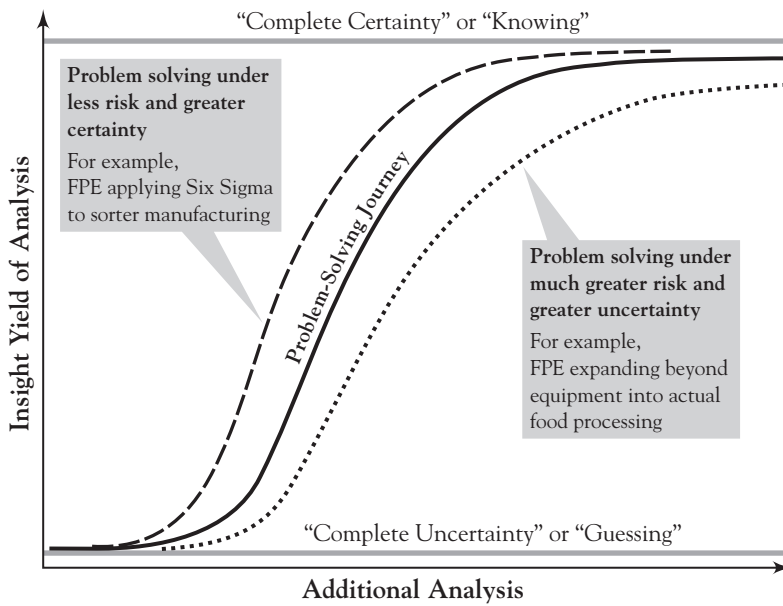 “Complete Certainty” or “Knowing”
Problem solving under
less risk and greater
certainty
For example,
FPE applying Six Sigma
to sorter manufacturing
Insight Yield of Analysis
Problem-Solving Journey
Problem solving under
much greater risk and
greater uncertainty
For example,
FPE expanding beyond
equipment into actual
food processing
“Complete Uncertainty” or “Guessing”
Additional Analysis